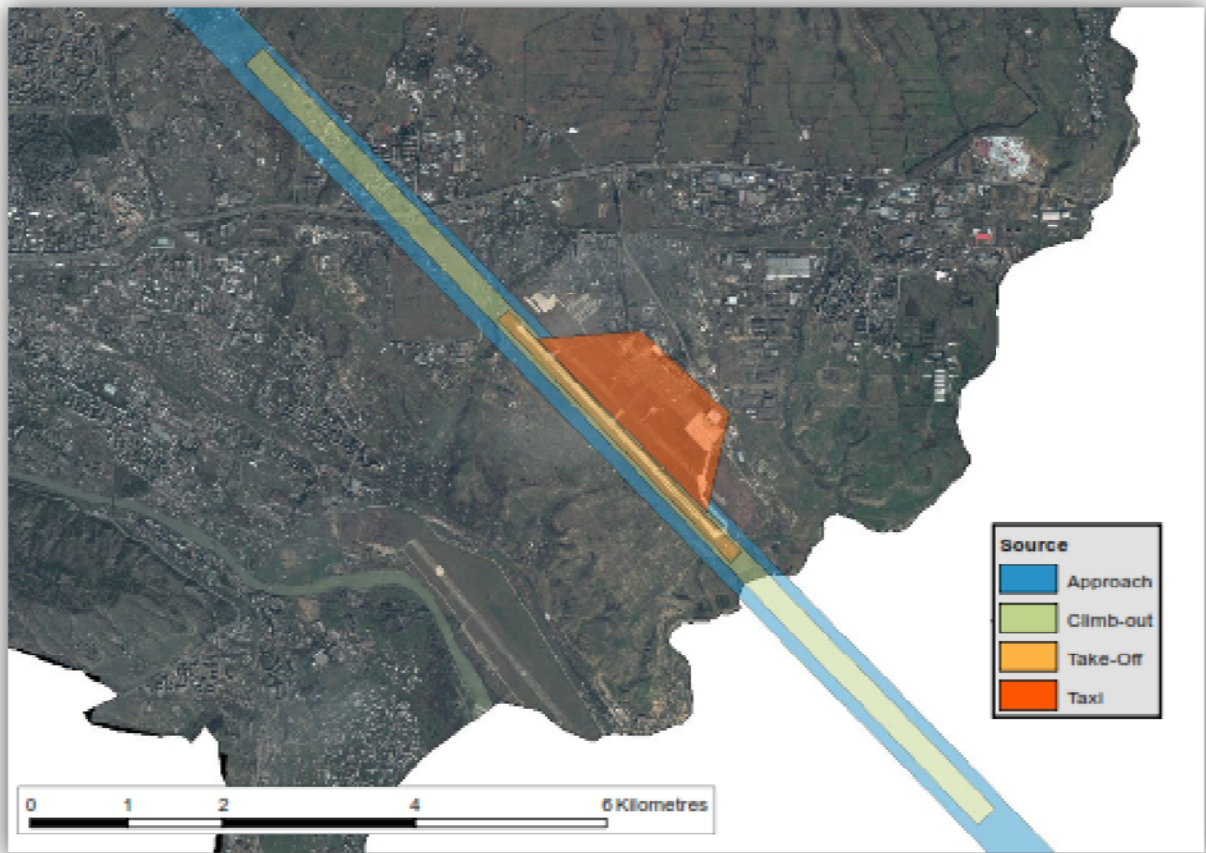 Source
Approach
Climb-out
Take-Off
Taxi
0 1 2 4 6 Kilometres